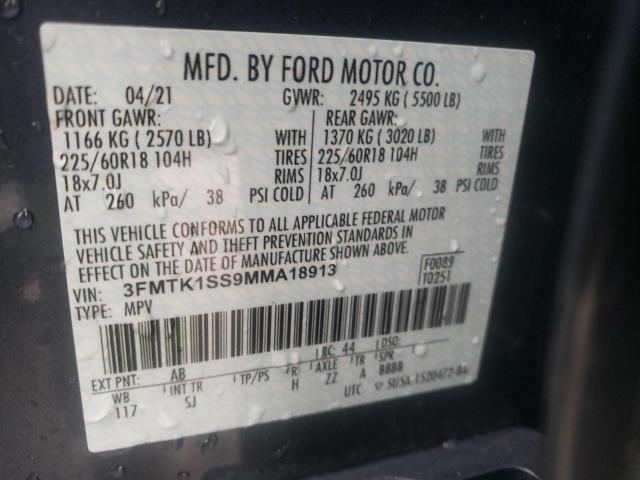 MFD. BY FORD MOTOR CO.
DATE: 04/21 GVWR: 2495 KG ( 5500 LB)
FRONT GAWR: REAR GAWR:
1166 KG ( 2570 LB) WITH 1370 KG ( 3020 LB) WITH
225/60R18 104H TIRES 225/60R18 104H TIRES
18x7.0J RIMS 18x7.0J RIMS
AT 260 kPa/ 38 PSI COLD AT 260 kPa/ 38 PSI COLD
THIS VEHICLE CONFORMS TO ALL APPLICABLE FEDERAL MOTOR
VEHICLE SAFETY AND THEFT PREVENTION STANDARDS IN
EFFECT ON THE DATE OF MANUFACTURE SHOWN ABOVE.
VIN: 3FMTK1SS9MMA18913 F0089
TYPE: MPV T0251
EXT PNT: AB RC: 44 DSO:
WB INT TR TP/PS R AXLE TR SPR
117 SJ H ZZ A 8888
UTC